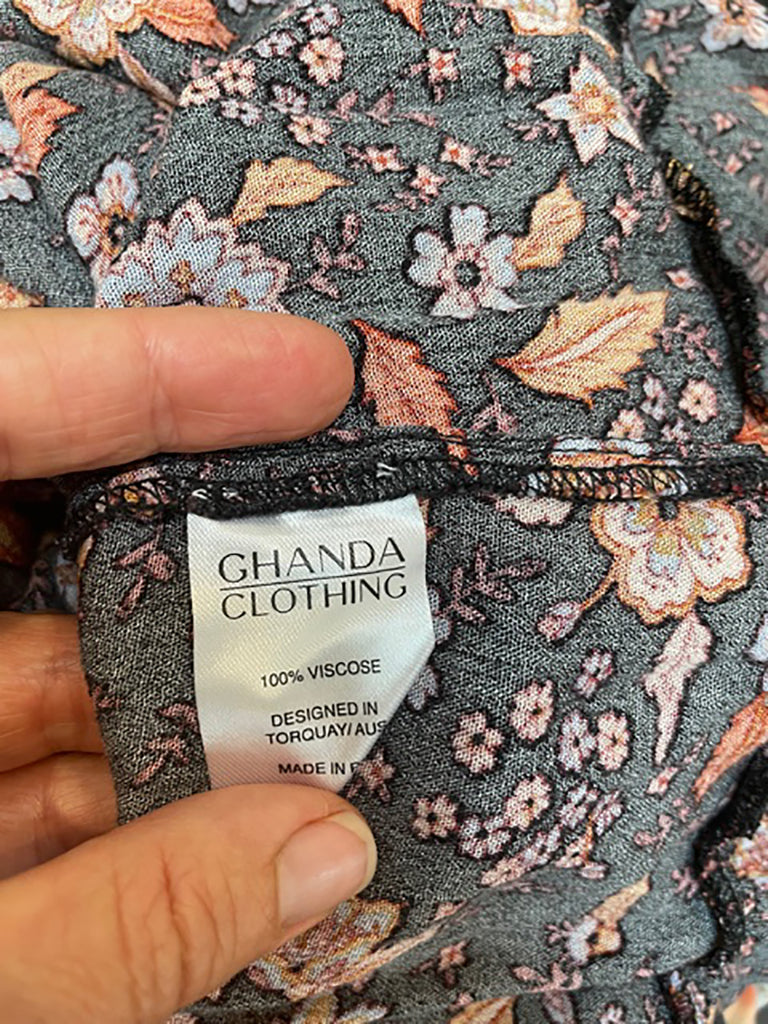 GHANDA
CLOTHING
100% VISCOSE
DESIGNED IN
TORQUAY/AUS
MADE IN